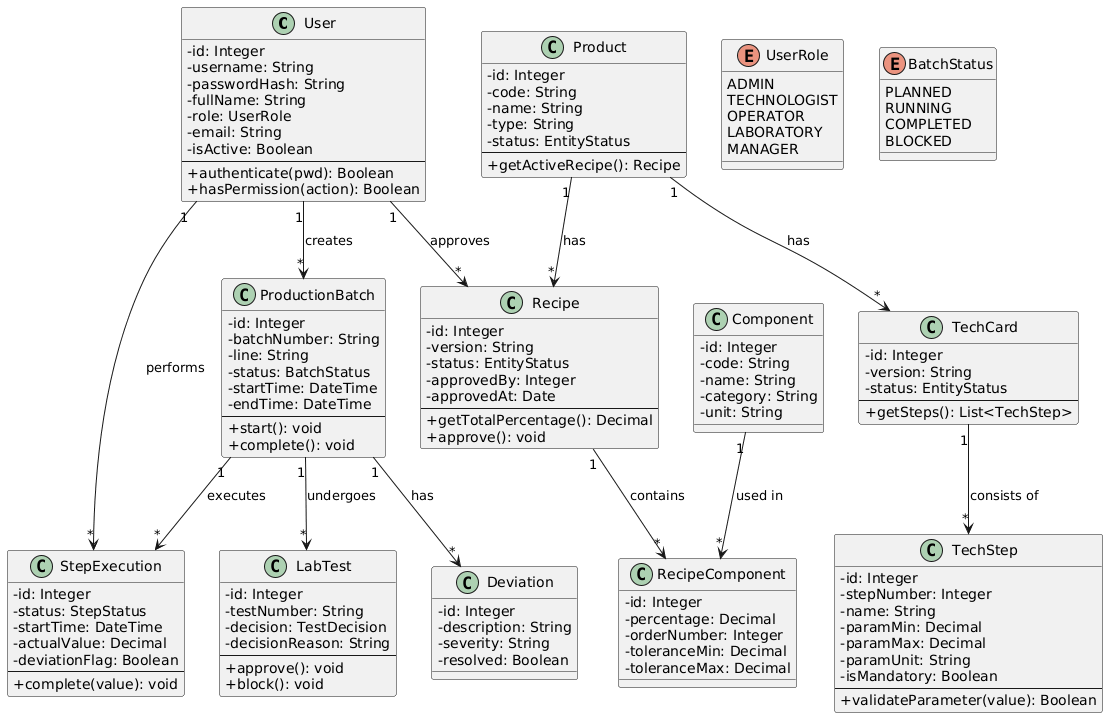 C User
-id: Integer
-username: String
-passwordHash: String
-fullName: String
-role: UserRole
-email: String
-isActive: Boolean
+authenticate(pwd): Boolean
+hasPermission(action): Boolean
C Product
-id: Integer
-code: String
-name: String
-type: String
-status: EntityStatus
+getActiveRecipe(): Recipe
E UserRole
ADMIN
TECHNOLOGIST
OPERATOR
LABORATORY
MANAGER
E BatchStatus
PLANNED
RUNNING
COMPLETED
BLOCKED
1
1
1
1
1
creates
approves
has
has
*
*
*
*
performs
C ProductionBatch
-id: Integer
-batchNumber: String
-line: String
-status: BatchStatus
-startTime: DateTime
-endTime: DateTime
+start(): void
+complete(): void
C Recipe
-id: Integer
-version: String
-status: EntityStatus
-approvedBy: Integer
-approvedAt: Date
+getTotalPercentage(): Decimal
+approve(): void
C Component
-id: Integer
-code: String
-name: String
-category: String
-unit: String
C TechCard
-id: Integer
-version: String
-status: EntityStatus
+getSteps(): List<TechStep>
1
1
1
1
1
1
executes
undergoes
has
contains
used in
consists of
*
*
*
*
*
*
*
C StepExecution
-id: Integer
-status: StepStatus
-startTime: DateTime
-actualValue: Decimal
-deviationFlag: Boolean
+complete(value): void
C LabTest
-id: Integer
-testNumber: String
-decision: TestDecision
-decisionReason: String
+approve(): void
+block(): void
C Deviation
-id: Integer
-description: String
-severity: String
-resolved: Boolean
C RecipeComponent
-id: Integer
-percentage: Decimal
-orderNumber: Integer
-toleranceMin: Decimal
-toleranceMax: Decimal
C TechStep
-id: Integer
-stepNumber: Integer
-name: String
-paramMin: Decimal
-paramMax: Decimal
-paramUnit: String
-isMandatory: Boolean
+validateParameter(value): Boolean